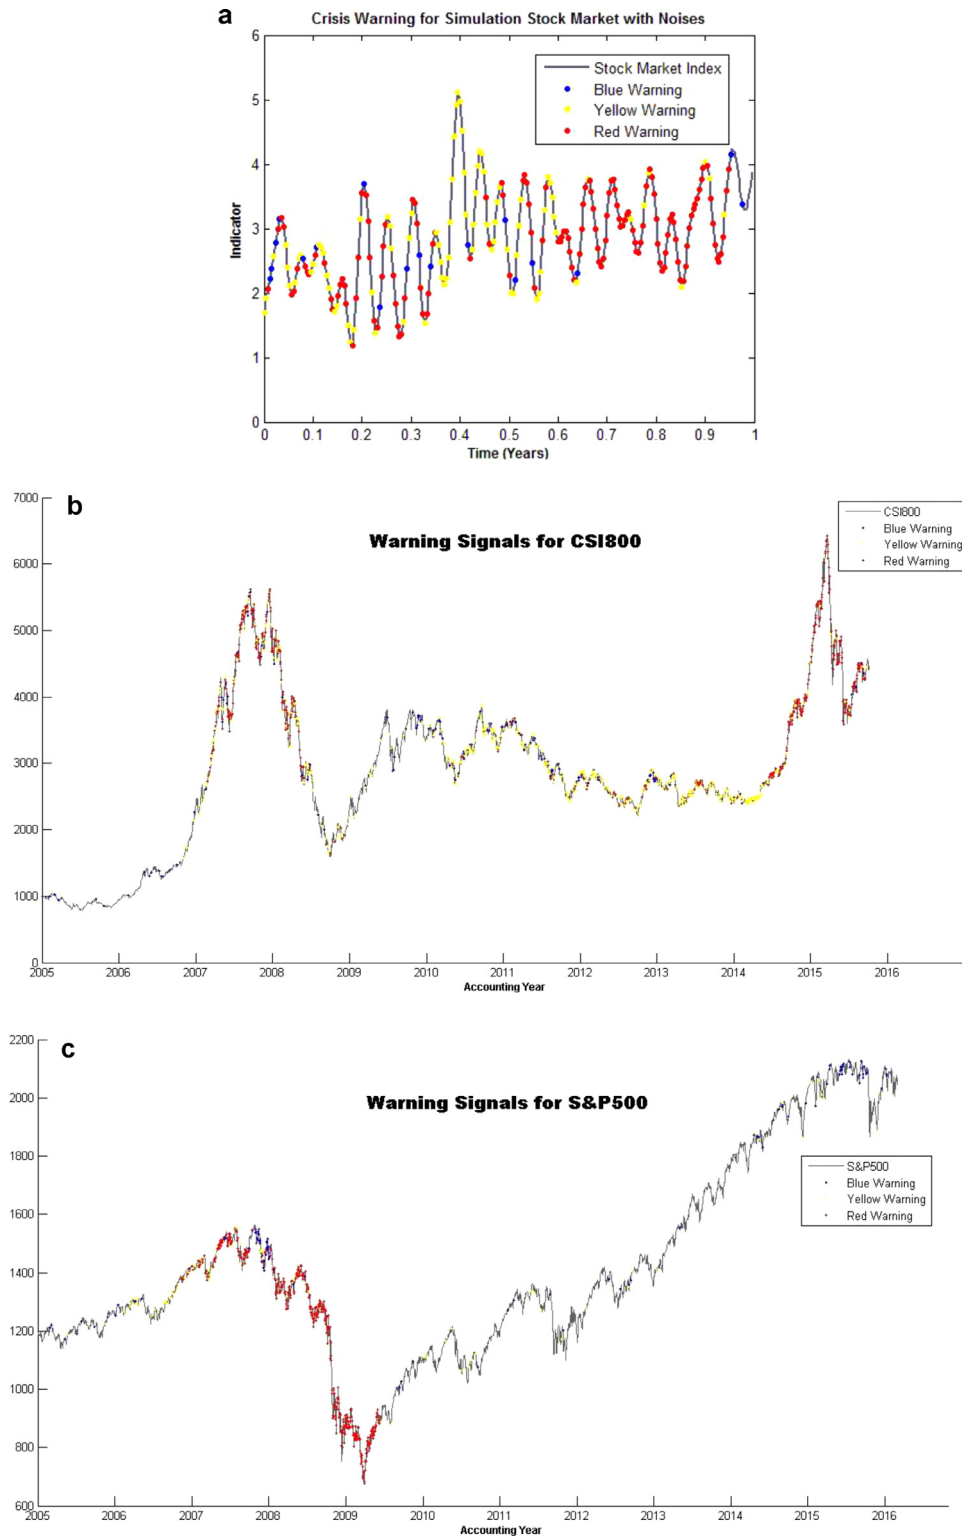 a
Crisis Warning for Simulation Stock Market with Noises
6
5
4
3
2
1
0
Indicator
Stock Market Index
Blue Warning
Yellow Warning
Red Warning
0 0.1 0.2 0.3 0.4 0.5 0.6 0.7 0.8 0.9 1
Time (Years)
b
Warning Signals for CSI800
7000
6000
5000
4000
3000
2000
1000
0
CSI800
Blue Warning
Yellow Warning
Red Warning
2005 2006 2007 2008 2009 2010 2011 2012 2013 2014 2015 2016
Accounting Year
c
Warning Signals for S&P500
2200
2000
1800
1600
1400
1200
1000
800
600
S&P500
Blue Warning
Yellow Warning
Red Warning
2005 2006 2007 2008 2009 2010 2011 2012 2013 2014 2015 2016
Accounting Year